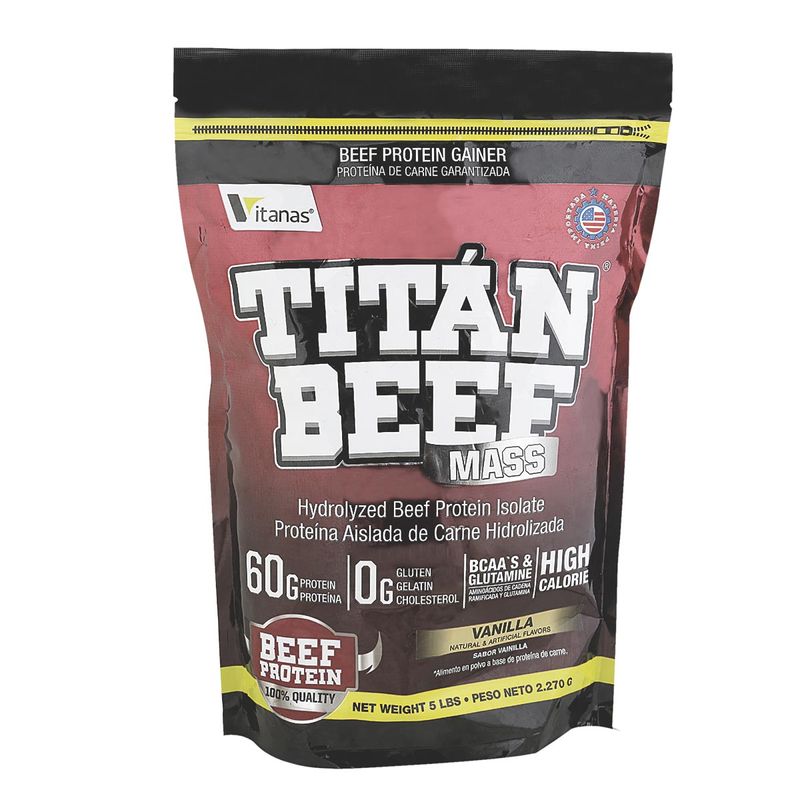 BEEF PROTEIN GAINER
PROTEÍNA DE CARNE GARANTIZADA
Vitanas®
IMPORTADA MATERIA PRIMA
TITÁN®
BEEF
MASS
Hydrolyzed Beef Protein Isolate
Proteína Aislada de Carne Hidrolizada
60G PROTEIN
PROTEÍNA
0G GLUTEN
GELATIN
CHOLESTEROL
BCAA`S &
GLUTAMINE
AMINOÁCIDOS DE CADENA
RAMIFICADA Y GLUTAMINA
HIGH
CALORIE
BEEF
PROTEIN
100% QUALITY
VANILLA
NATURAL & ARTIFICIAL FLAVORS
SABOR VAINILLA
*Alimento en polvo a base de proteína de carne.
NET WEIGHT 5 LBS • PESO NETO 2.270 G